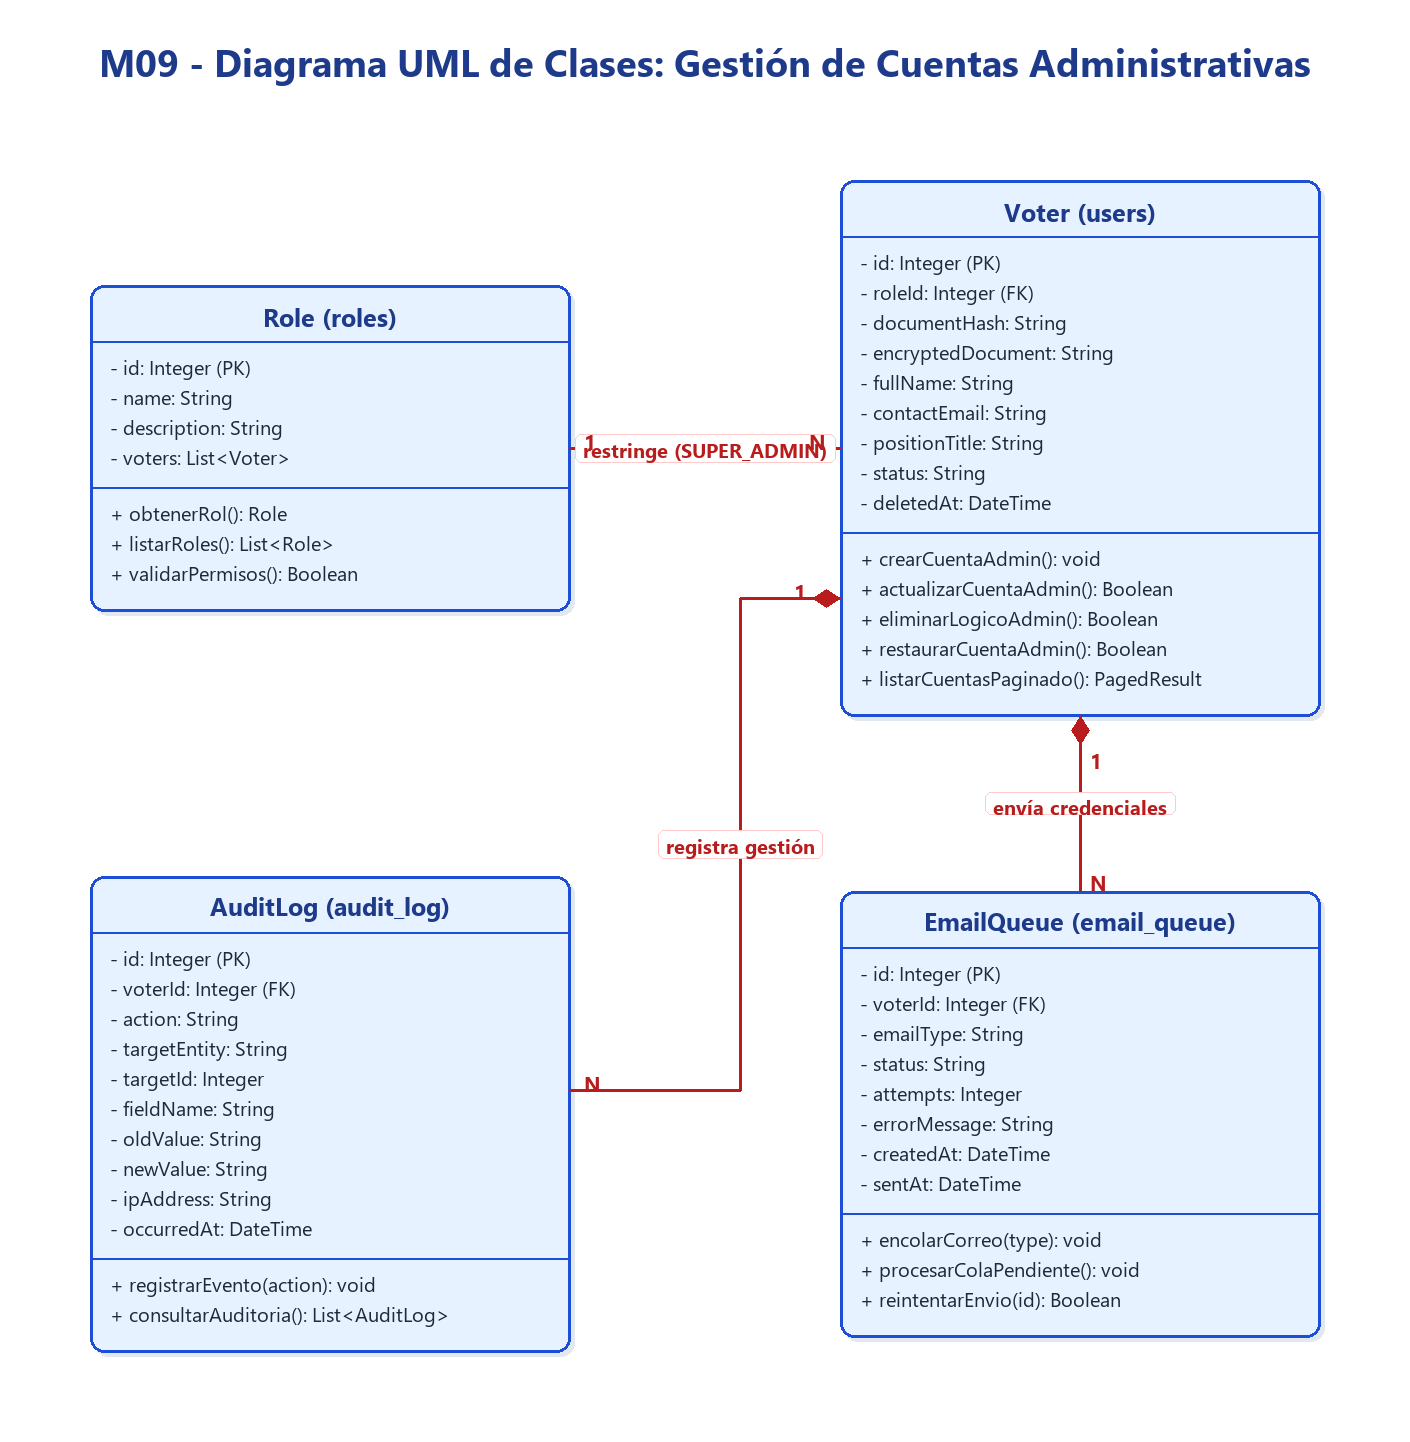 M09 - Diagrama UML de Clases: Gestión de Cuentas Administrativas
Role (roles)
- id: Integer (PK)
- name: String
- description: String
- voters: List<Voter>
+ obtenerRol(): Role
+ listarRoles(): List<Role>
+ validarPermisos(): Boolean
1
restringe (SUPER_ADMIN)
N
Voter (users)
- id: Integer (PK)
- roleId: Integer (FK)
- documentHash: String
- encryptedDocument: String
- fullName: String
- contactEmail: String
- positionTitle: String
- status: String
- deletedAt: DateTime
+ crearCuentaAdmin(): void
+ actualizarCuentaAdmin(): Boolean
+ eliminarLogicoAdmin(): Boolean
+ restaurarCuentaAdmin(): Boolean
+ listarCuentasPaginado(): PagedResult
1
registra gestión
N
1
envía credenciales
N
AuditLog (audit_log)
- id: Integer (PK)
- voterId: Integer (FK)
- action: String
- targetEntity: String
- targetId: Integer
- fieldName: String
- oldValue: String
- newValue: String
- ipAddress: String
- occurredAt: DateTime
+ registrarEvento(action): void
+ consultarAuditoria(): List<AuditLog>
EmailQueue (email_queue)
- id: Integer (PK)
- voterId: Integer (FK)
- emailType: String
- status: String
- attempts: Integer
- errorMessage: String
- createdAt: DateTime
- sentAt: DateTime
+ encolarCorreo(type): void
+ procesarColaPendiente(): void
+ reintentarEnvio(id): Boolean